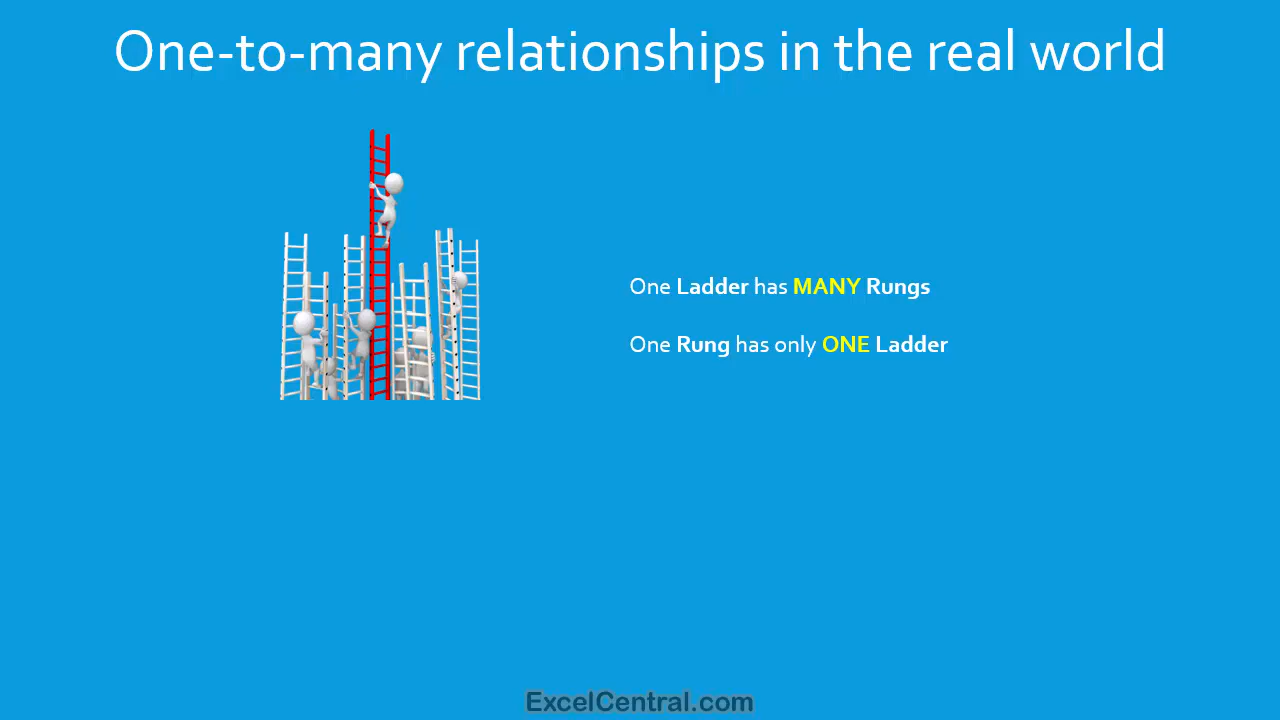 One-to-many relationships in the real world
One Ladder has MANY Rungs
One Rung has only ONE Ladder
ExcelCentral.com